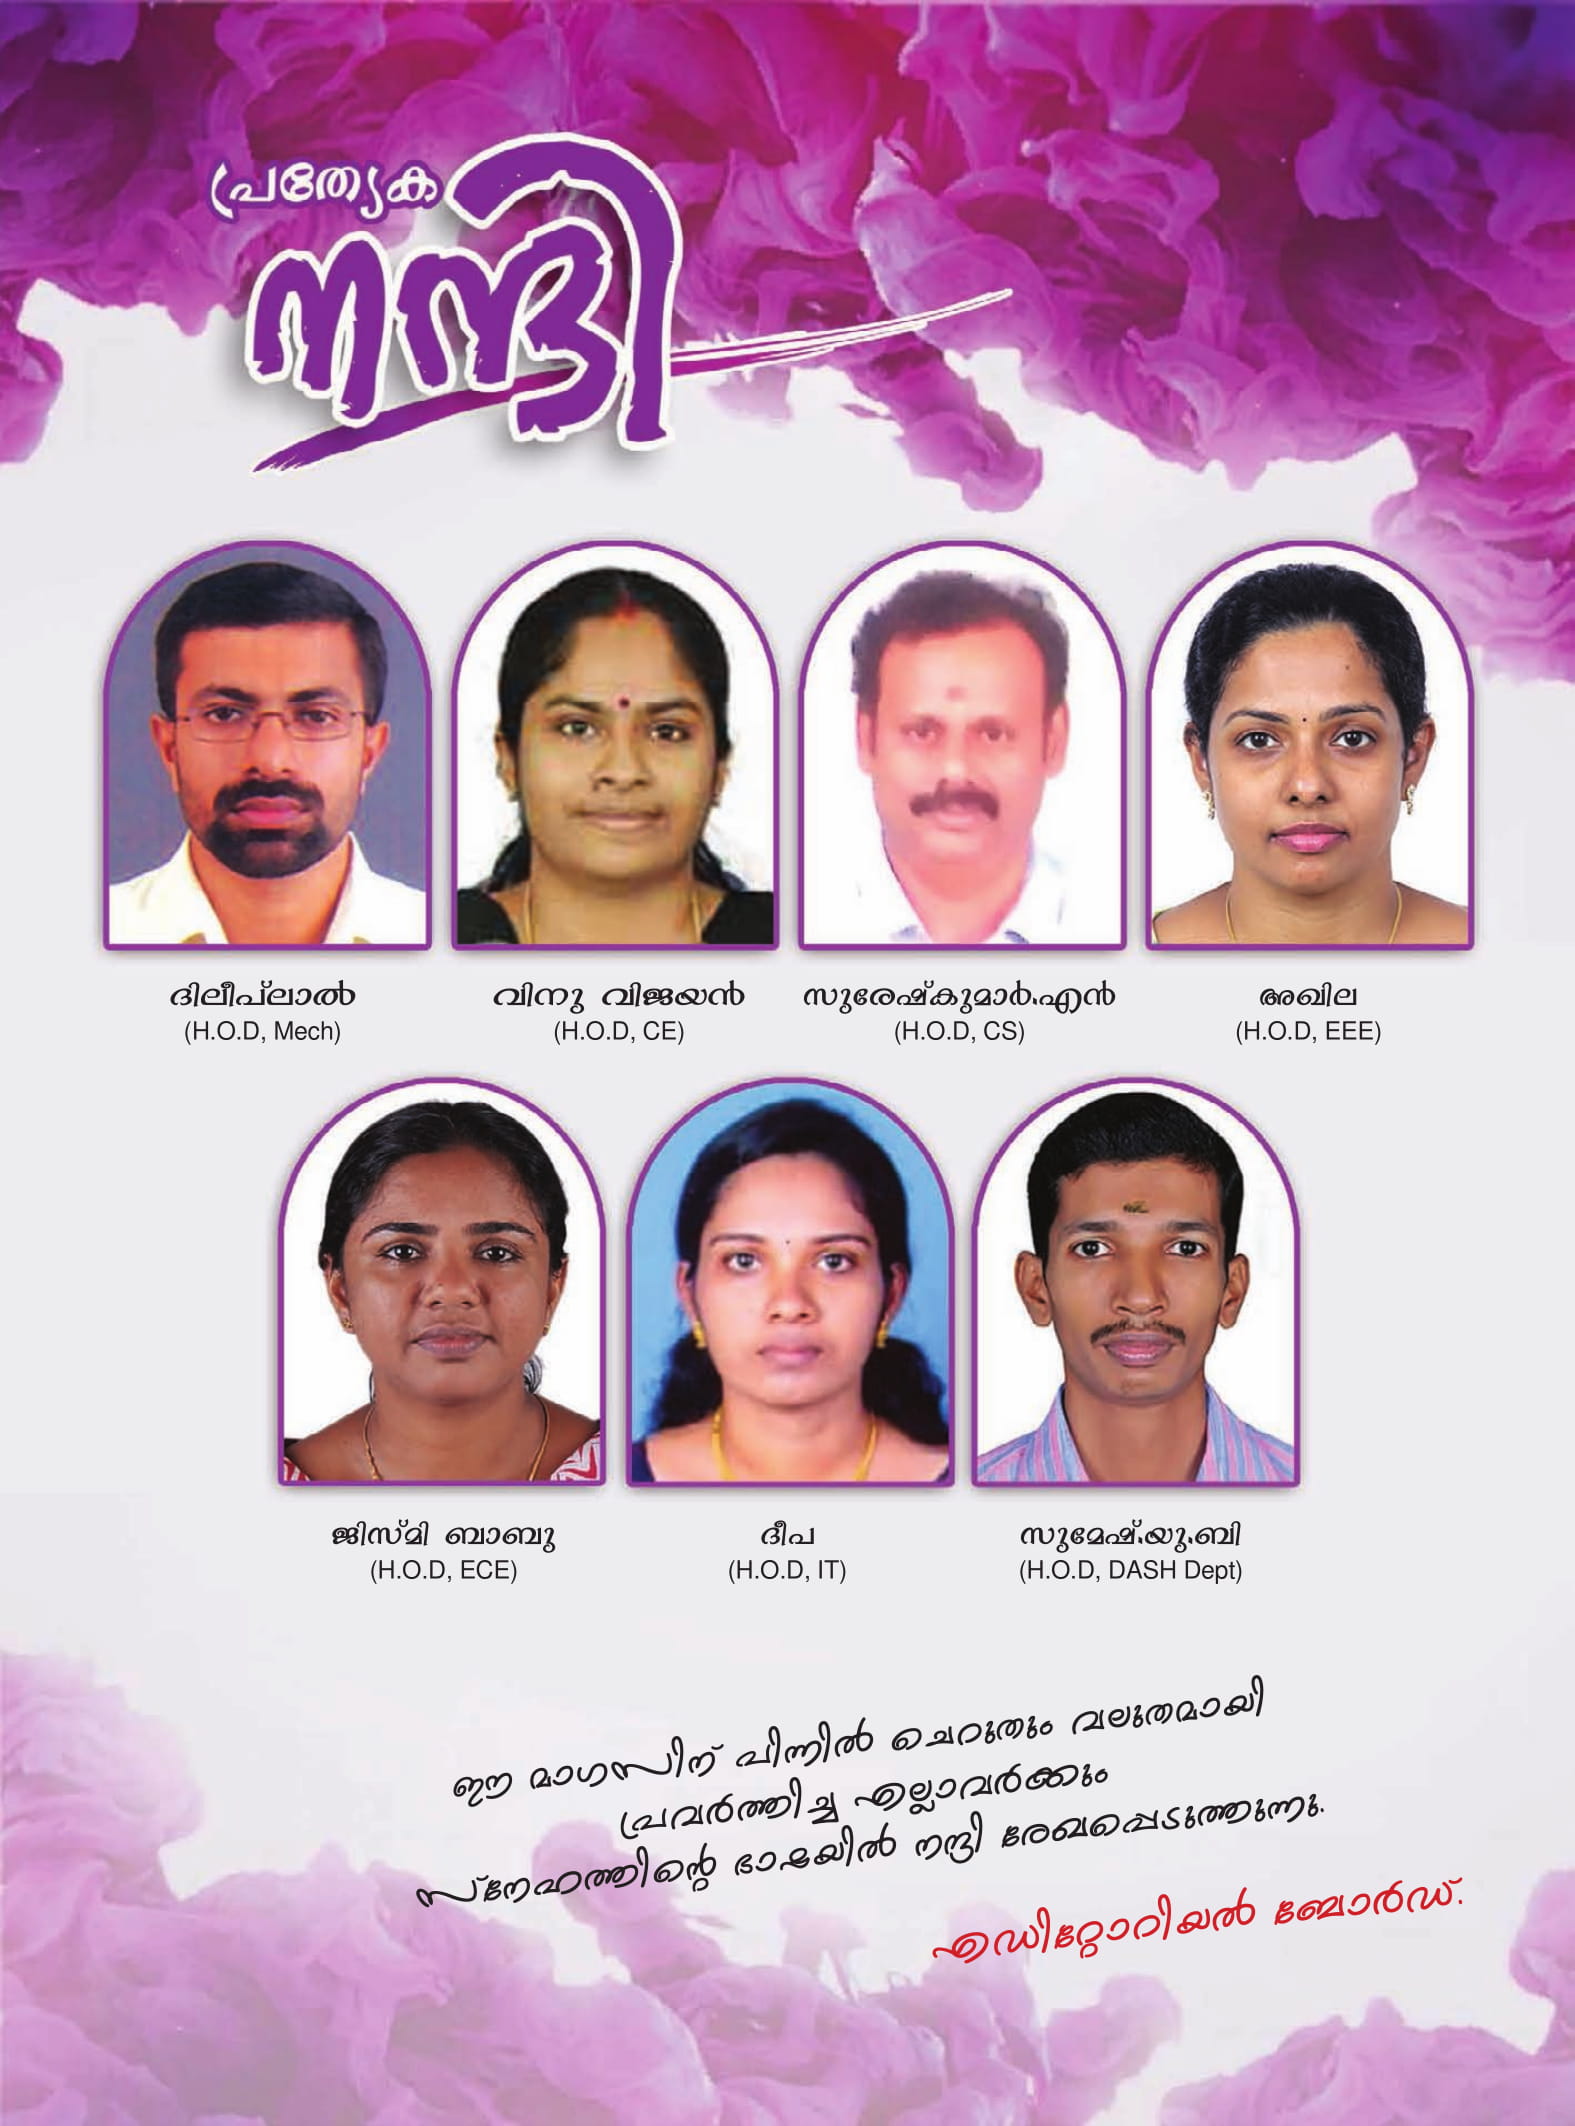 പ്രത്യേക
നന്ദി
ദിലീപ്‌ലാൽ
(H.O.D, Mech)
വിനു വിജയൻ
(H.O.D, CE)
സുരേഷ്‌കുമാർ.എൻ
(H.O.D, CS)
അഖില
(H.O.D, EEE)
ജിസ്മി ബാബു
(H.O.D, ECE)
ദീപ
(H.O.D, IT)
സുമേഷ്.യു.ബി
(H.O.D, DASH Dept)
ഈ മാഗസിന് പിന്നിൽ ചെറുതും വലുതമായി
പ്രവർത്തിച്ച എല്ലാവർക്കും
സ്നേഹത്തിന്റെ ഭാഷയിൽ നന്ദി രേഖപ്പെടുത്തുന്നു.
എഡിറ്റോറിയൽ ബോർഡ്.